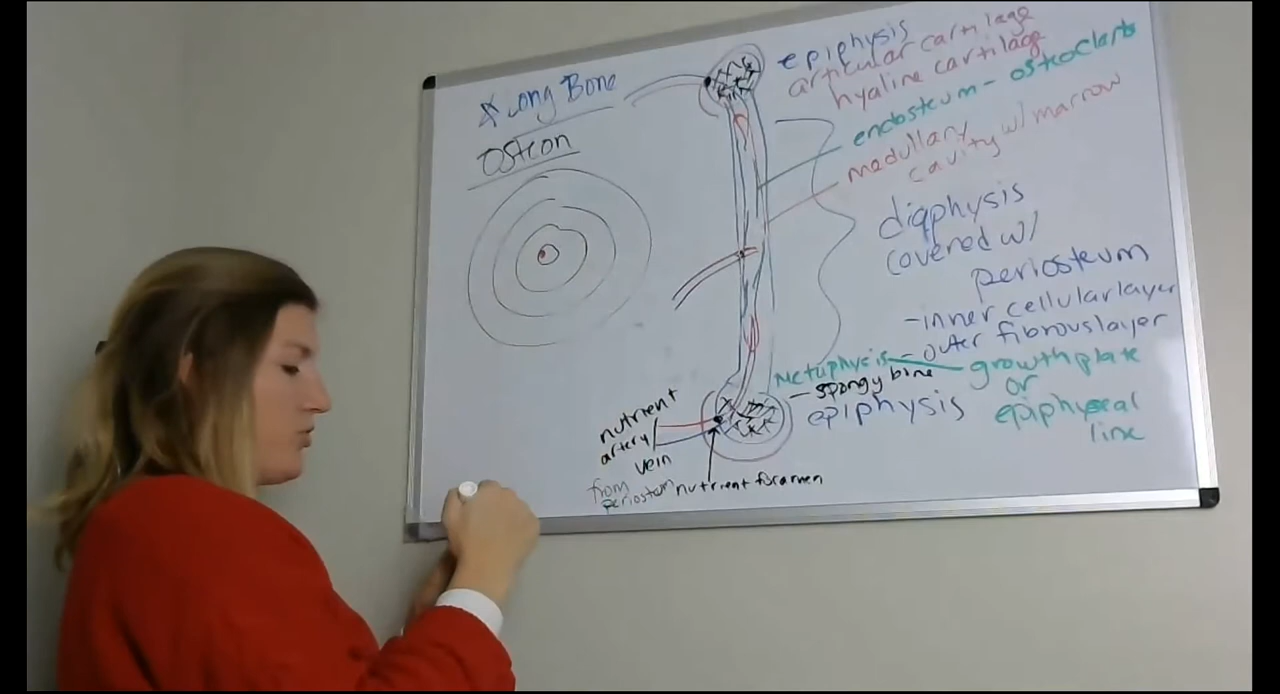 Long Bone
Osteon
epiphysis
articular cartilage
hyaline cartilage
endosteum - osteoclasts
medullary
cavity w/ marrow
diaphysis
covered w/
periosteum
-inner cellular layer
-outer fibrous layer
Metaphysis - growth plate
or
epiphyseal
line
-spongy bone
epiphysis
nutrient
artery/
vein
from
periosteum
nutrient foramen